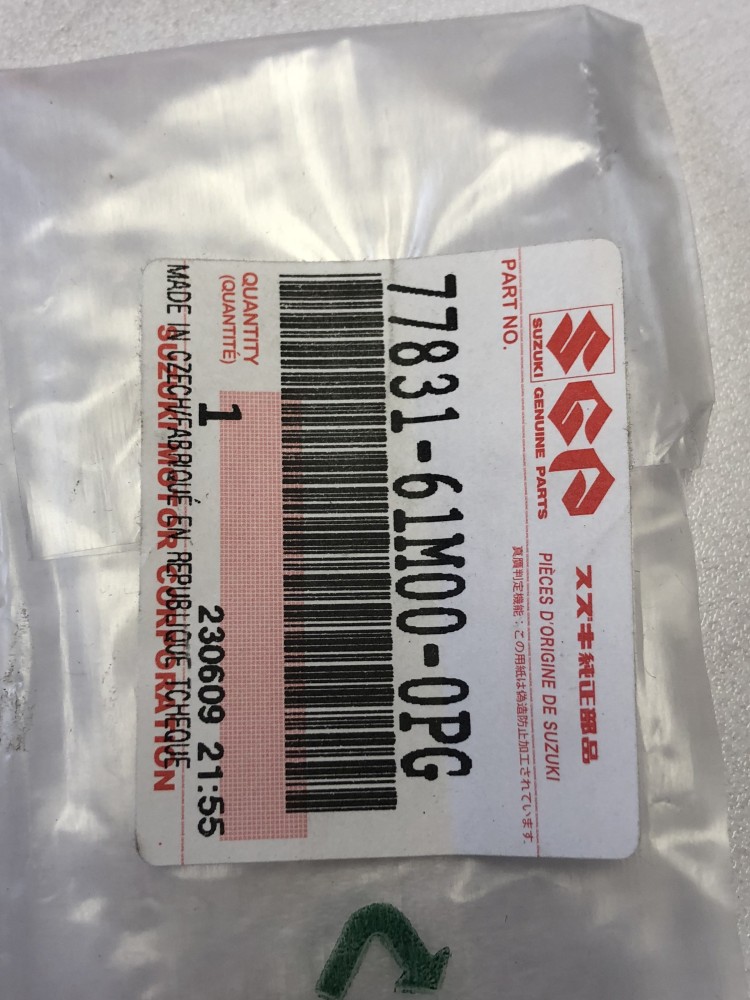 SGP
スズキ純正部品
SUZUKI GENUINE PARTS
PIÈCES D'ORIGINE DE SUZUKI
真贋判定機能：この用紙は偽造防止加工されています。
PART NO.
77831-61M00-0PG
QUANTITY
(QUANTITÉ)
1
230609 21:55
MADE IN CZECH/FABRIQUÉ EN REPUBLIQUE TCHEQUE
SUZUKI MOTOR CORPORATION